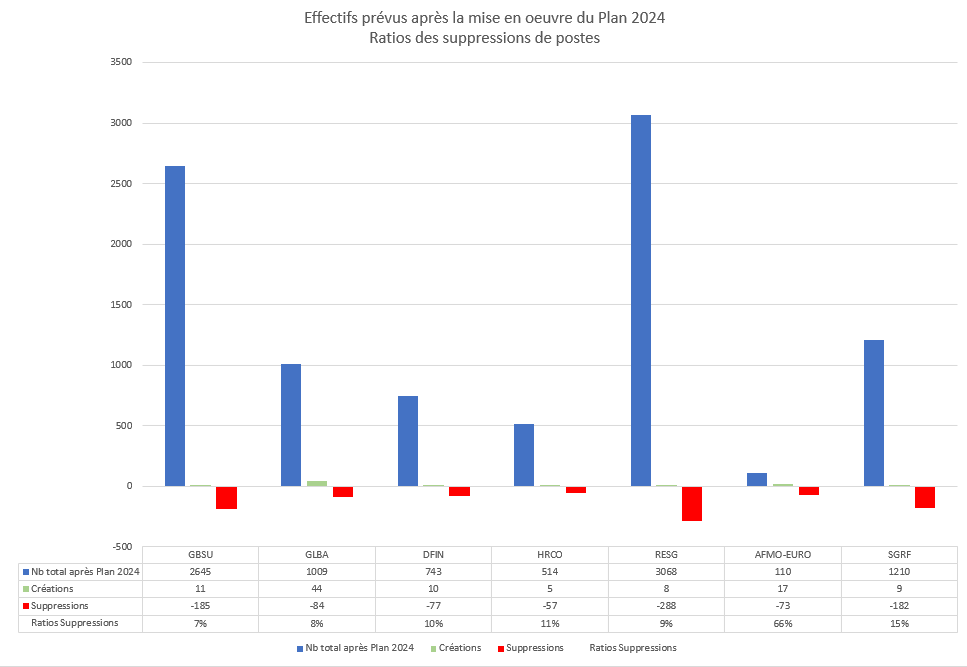 Effectifs prévus après la mise en oeuvre du Plan 2024
Ratios des suppressions de postes
3500
3000
2500
2000
1500
1000
500
0
-500
GBSU GLBA DFIN HRCO RESG AFMO-EURO SGRF
Nb total après Plan 2024 2645 1009 743 514 3068 110 1210
Créations 11 44 10 5 8 17 9
Suppressions -185 -84 -77 -57 -288 -73 -182
Ratios Suppressions 7% 8% 10% 11% 9% 66% 15%
Nb total après Plan 2024 Créations Suppressions Ratios Suppressions